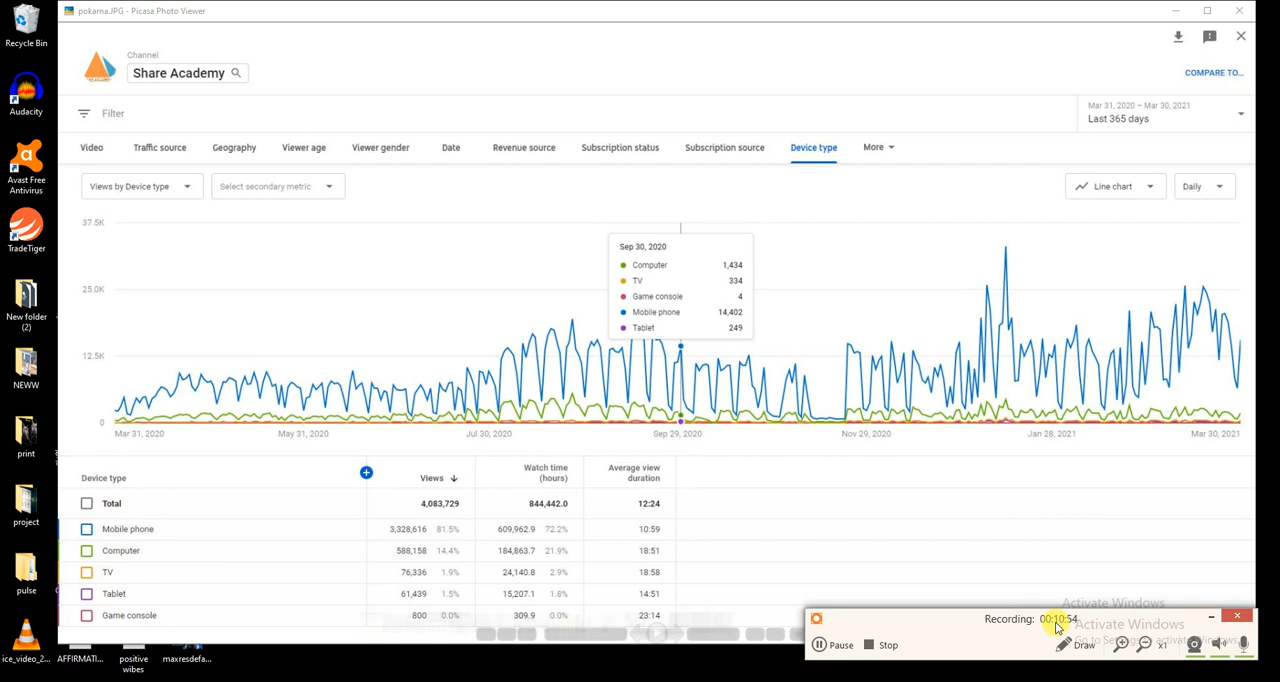 pokarna.JPG - Picasa Photo Viewer
Recycle Bin
Audacity
Avast Free
Antivirus
TradeTiger
New folder
(2)
NEWW
print
project
pulse
ice_video_2...
AFFIRMATI...
positive
wibes
maxresdefa...
Channel
Share Academy
COMPARE TO...
Filter
Mar 31, 2020 – Mar 30, 2021
Last 365 days
Video Traffic source Geography Viewer age Viewer gender Date Revenue source Subscription status Subscription source Device type More
Views by Device type Select secondary metric Line chart Daily
37.5K
25.0K
12.5K
0
Sep 30, 2020
Computer 1,434
TV 334
Game console 4
Mobile phone 14,402
Tablet 249
Mar 31, 2020 May 31, 2020 Jul 30, 2020 Sep 29, 2020 Nov 29, 2020 Jan 28, 2021 Mar 30, 2021
Device type Views Watch time (hours) Average view duration
Total 4,083,729 844,442.0 12:24
Mobile phone 3,328,616 81.5% 609,962.9 72.2% 10:59
Computer 588,158 14.4% 184,863.7 21.9% 18:51
TV 76,336 1.9% 24,140.8 2.9% 18:58
Tablet 61,439 1.5% 15,207.1 1.8% 14:51
Game console 800 0.0% 309.9 0.0% 23:14
Activate Windows
Recording: 00:10:54
Activate Windows
Pause Stop Draw x1